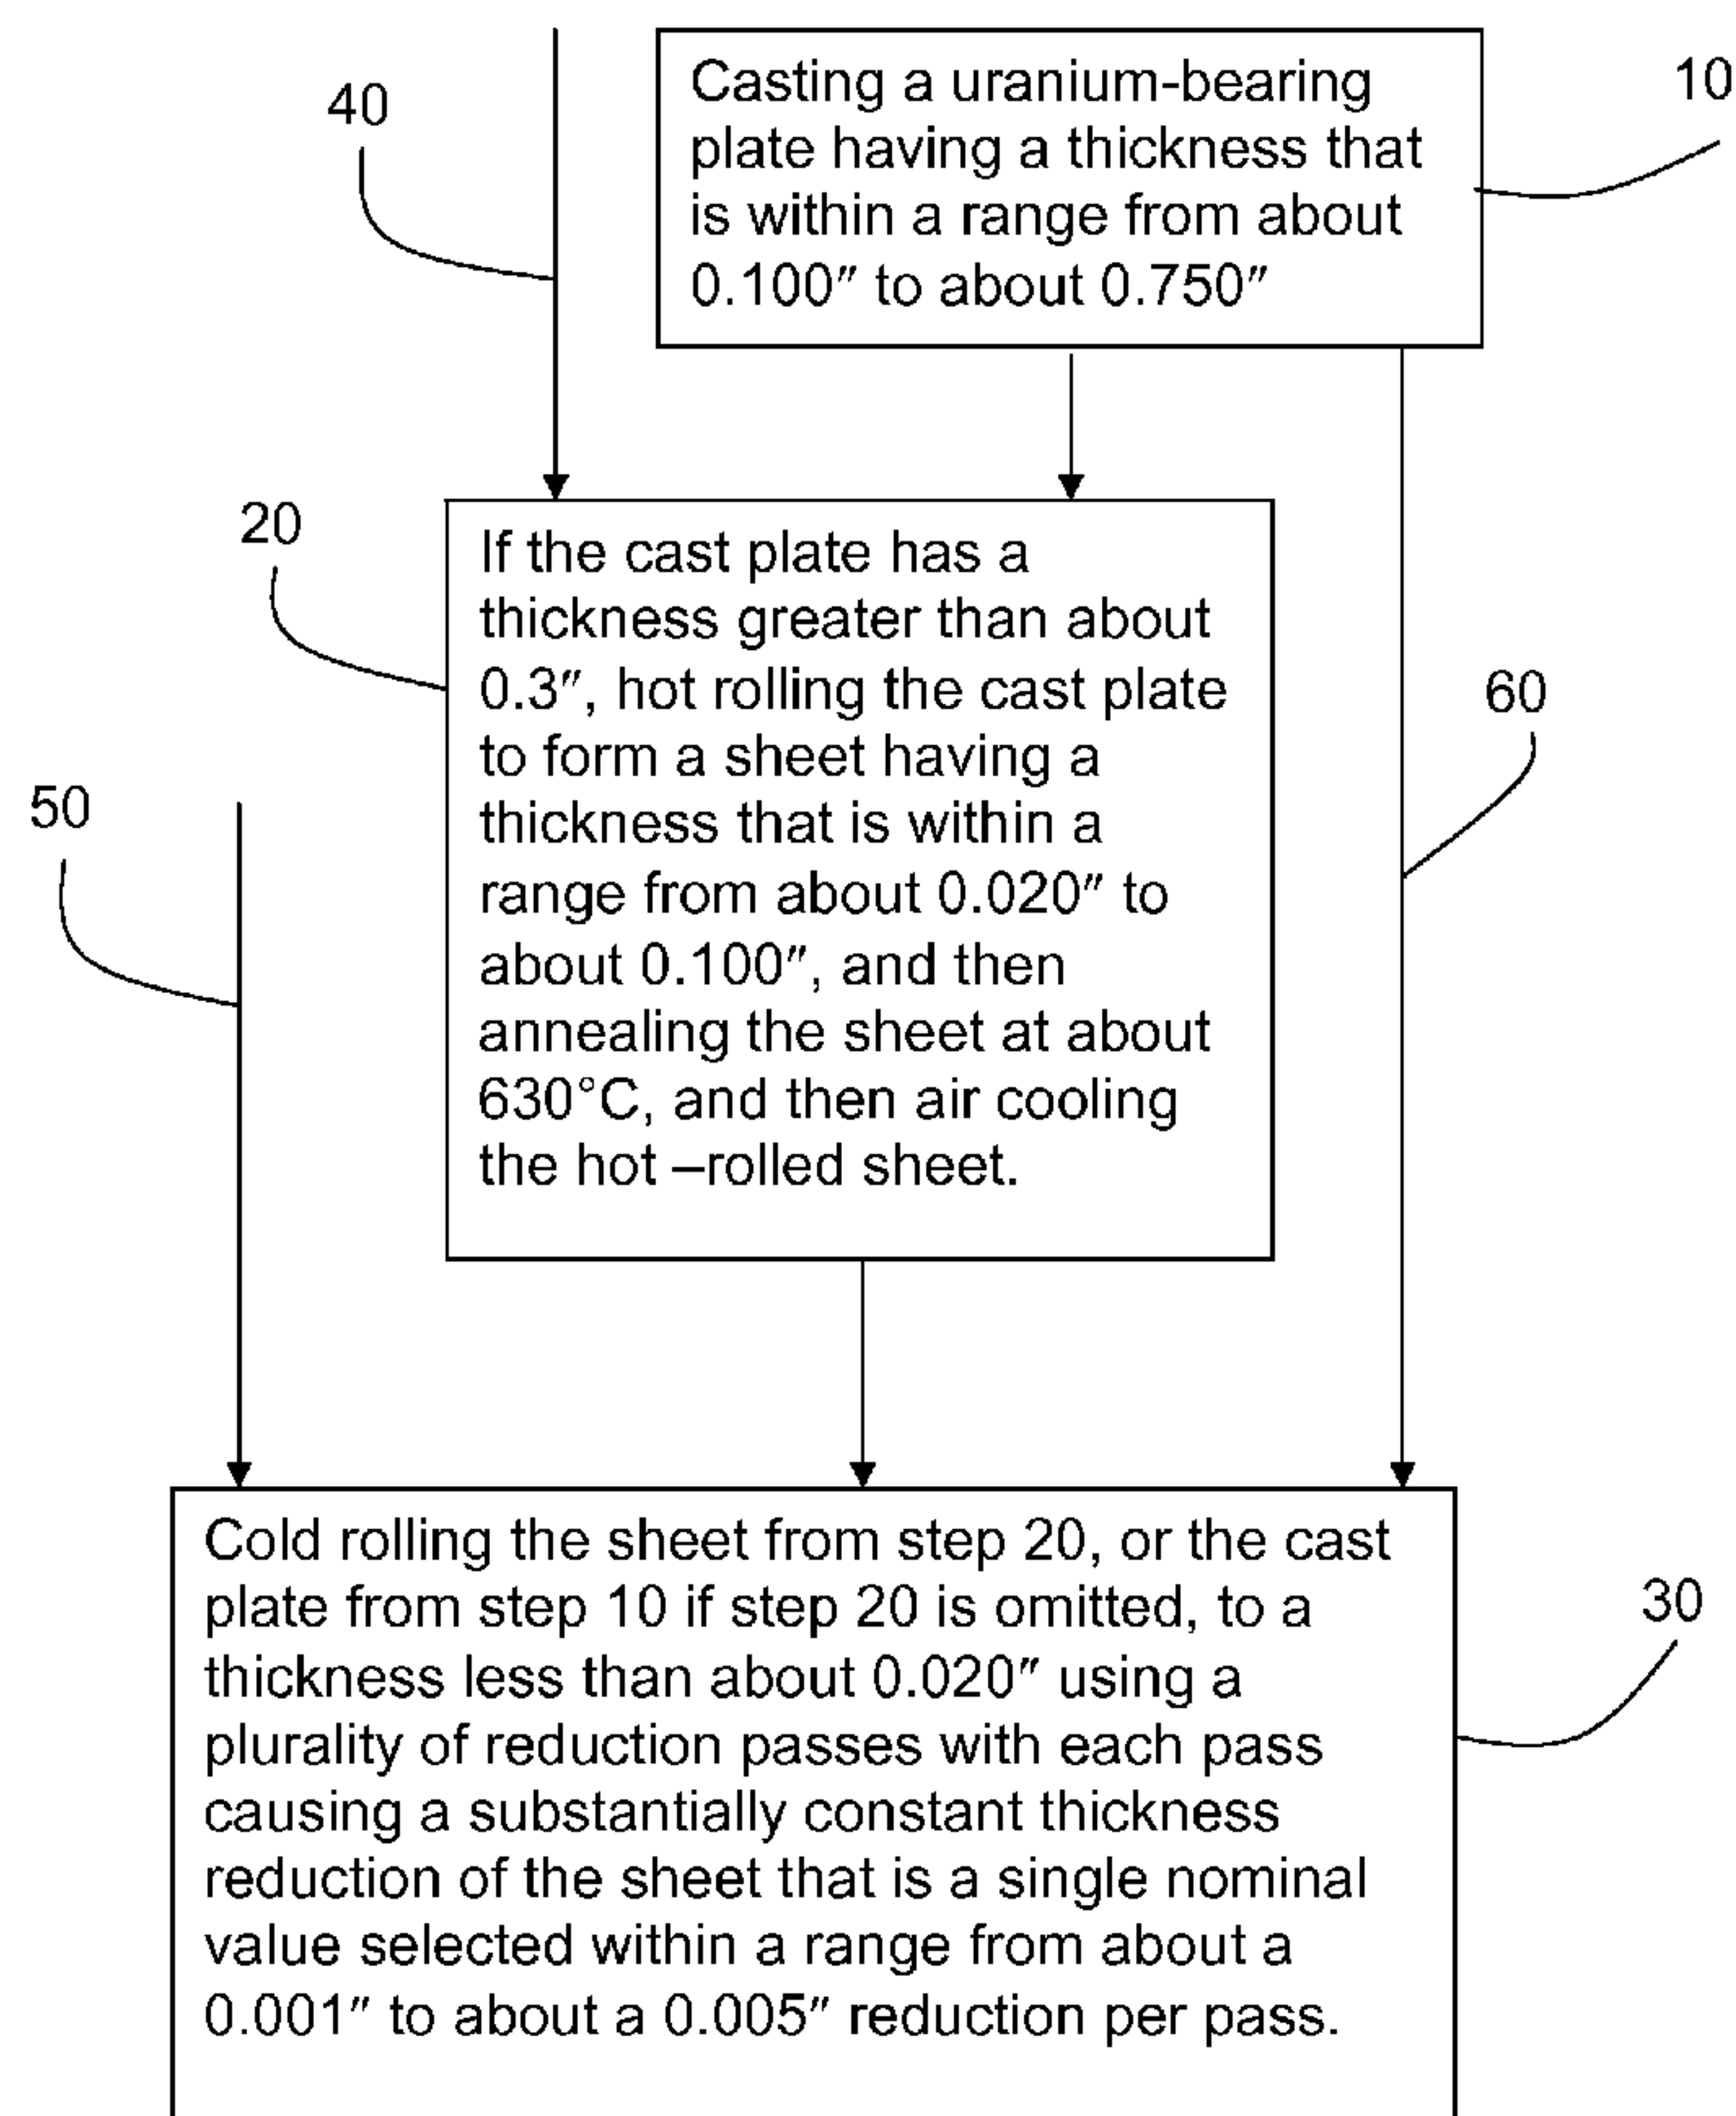 10
Casting a uranium-bearing
plate having a thickness that
is within a range from about
0.100″ to about 0.750″
40
20
If the cast plate has a
thickness greater than about
0.3″, hot rolling the cast plate
to form a sheet having a
thickness that is within a
range from about 0.020″ to
about 0.100″, and then
annealing the sheet at about
630°C, and then air cooling
the hot –rolled sheet.
60
50
Cold rolling the sheet from step 20, or the cast
plate from step 10 if step 20 is omitted, to a
thickness less than about 0.020″ using a
plurality of reduction passes with each pass
causing a substantially constant thickness
reduction of the sheet that is a single nominal
value selected within a range from about a
0.001″ to about a 0.005″ reduction per pass.
30